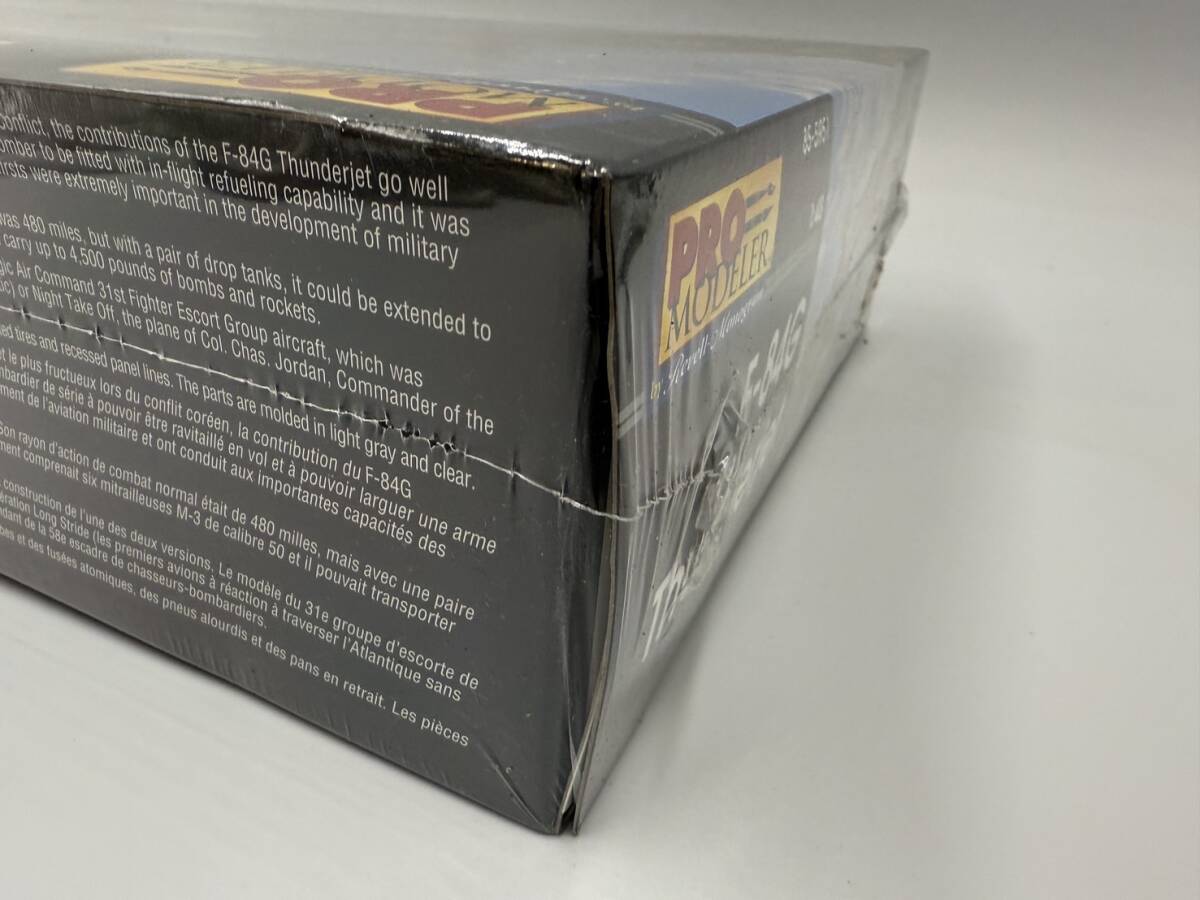 PRO
MODELER
conflict, the contributions of the F-84G Thunderjet go well
omber to be fitted with in-flight refueling capability and it was
firsts were extremely important in the development of military
was 480 miles, but with a pair of drop tanks, it could be extended to
carry up to 4,500 pounds of bombs and rockets.
gic Air Command 31st Fighter Escort Group aircraft, which was
ic) or Night Take Off, the plane of Col. Chas, Jordan, Commander of the
ed tires and recessed panel lines. The parts are molded in light gray and clear.
et le plus fructueux lors du conflit coréen, la contribution du F-84G
mbardier de série à pouvoir être ravitaillé en vol et à pouvoir larguer une arme
ment de l'aviation militaire et ont conduit aux importantes capacités des
Son rayon d'action de combat normal était de 480 milles, mais avec une paire
ment comprenait six mitrailleuses M-3 de calibre 50 et il pouvait transporter
construction de l'une des deux versions, Le modèle du 31e groupe d'escorte de
ération Long Stride (les premiers avions à réaction à traverser l'Atlantique sans
ndant de la 58e escadre de chasseurs-bombardiers.
bes et des fusées atomiques, des pneus alourdis et des pans en retrait. Les pièces
PRO
MODELER
by Revell-Monogram
F-84G